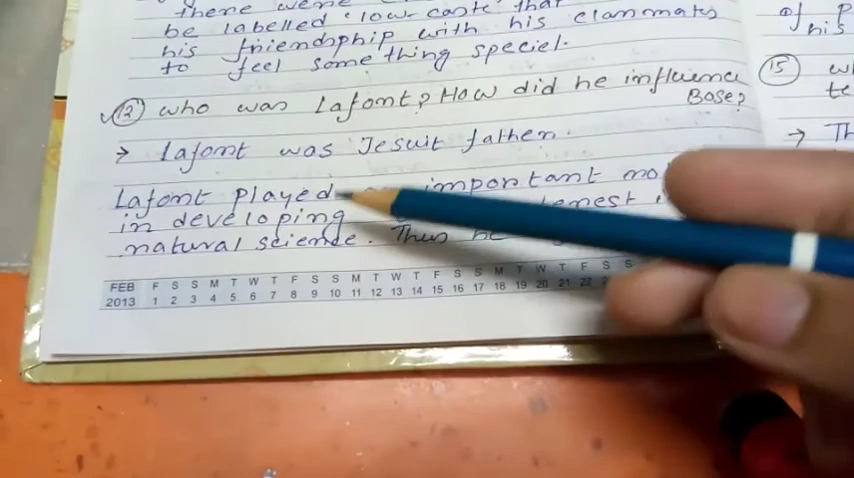 there were
be labelled 'low caste' that
his friendship with his clanmates
to feel something speciel.
(12) who was Lafont? How did he influence
Bose?
→ Lafont was Jesuit father.
Lafont played important
in developing
natural science. Thus he
FEB F S S M T W T F S S M T W T F S S M T W T F S S
2013 1 2 3 4 5 6 7 8 9 10 11 12 13 14 15 16 17 18 19 20 21 22
of
his
(15)
→ Th